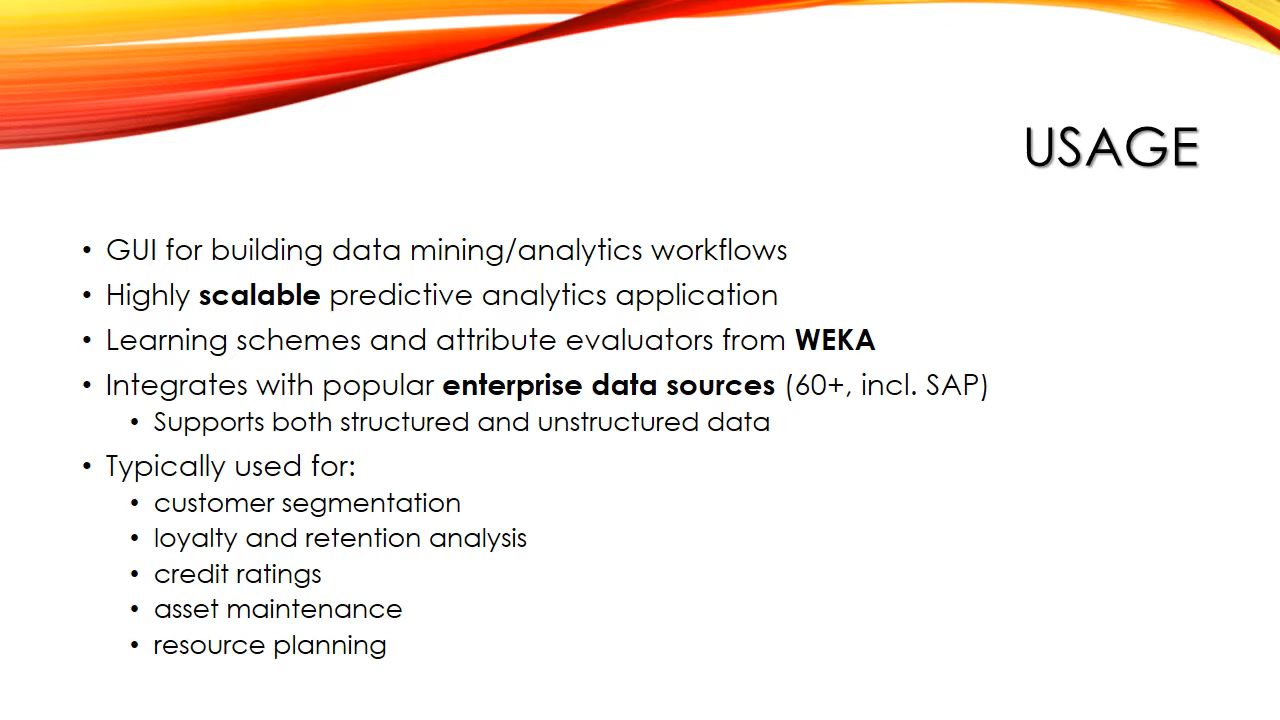 USAGE
• GUI for building data mining/analytics workflows
• Highly scalable predictive analytics application
• Learning schemes and attribute evaluators from WEKA
• Integrates with popular enterprise data sources (60+, incl. SAP)
• Supports both structured and unstructured data
• Typically used for:
• customer segmentation
• loyalty and retention analysis
• credit ratings
• asset maintenance
• resource planning